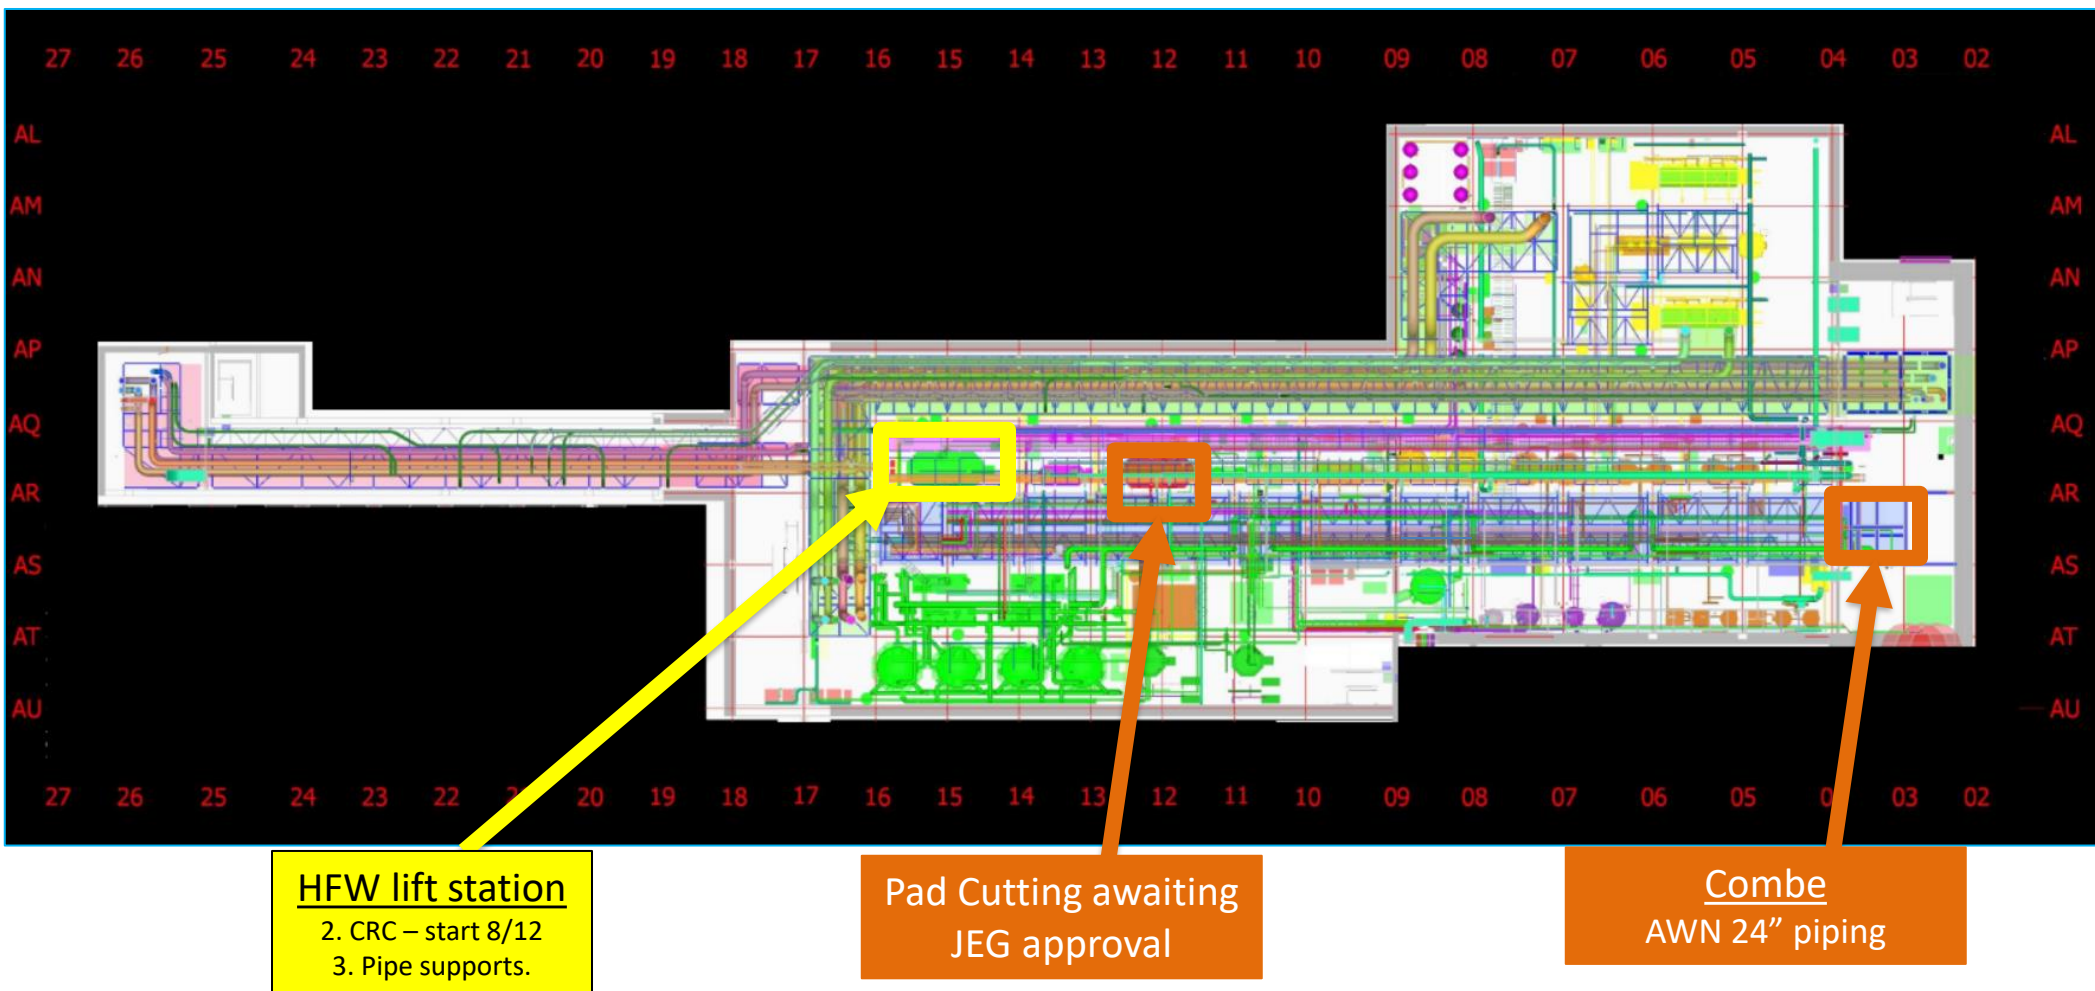 27 26 25 24 23 22 21 20 19 18 17 16 15 14 13 12 11 10 09 08 07 06 05 04 03 02
AL AL
AM AM
AN AN
AP AP
AQ AQ
AR AR
AS AS
AT AT
AU AU
27 26 25 24 23 22 21 20 19 18 17 16 15 14 13 12 11 10 09 08 07 06 05 0 03 02
HFW lift station
2. CRC – start 8/12
3. Pipe supports.
Pad Cutting awaiting
JEG approval
Combe
AWN 24” piping